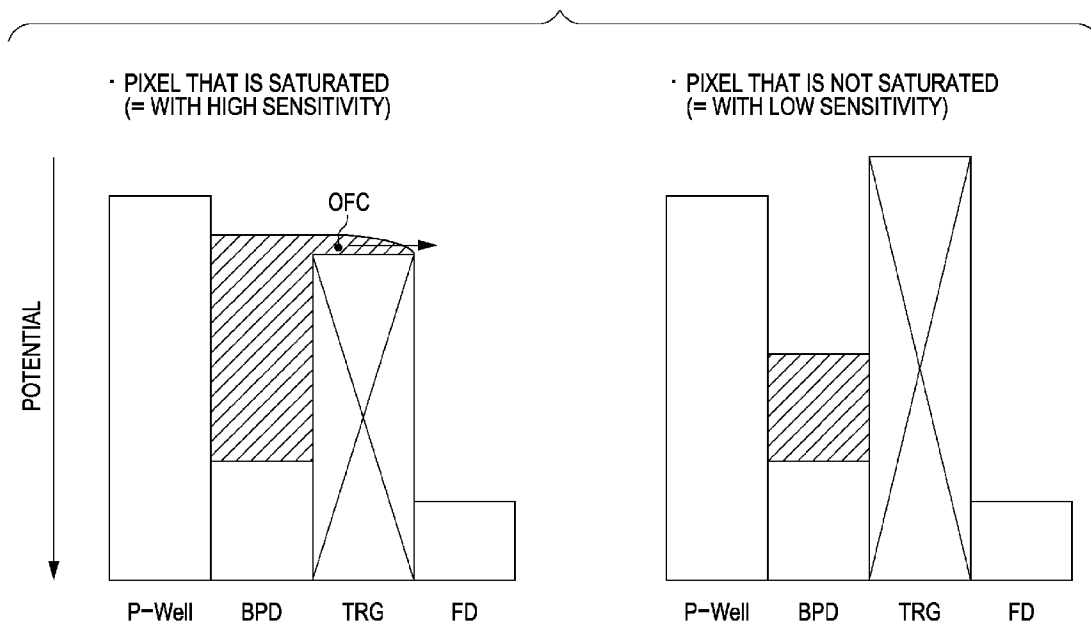 · PIXEL THAT IS SATURATED
(= WITH HIGH SENSITIVITY)
· PIXEL THAT IS NOT SATURATED
(= WITH LOW SENSITIVITY)
OFC
POTENTIAL
P-Well BPD TRG FD
P-Well BPD TRG FD